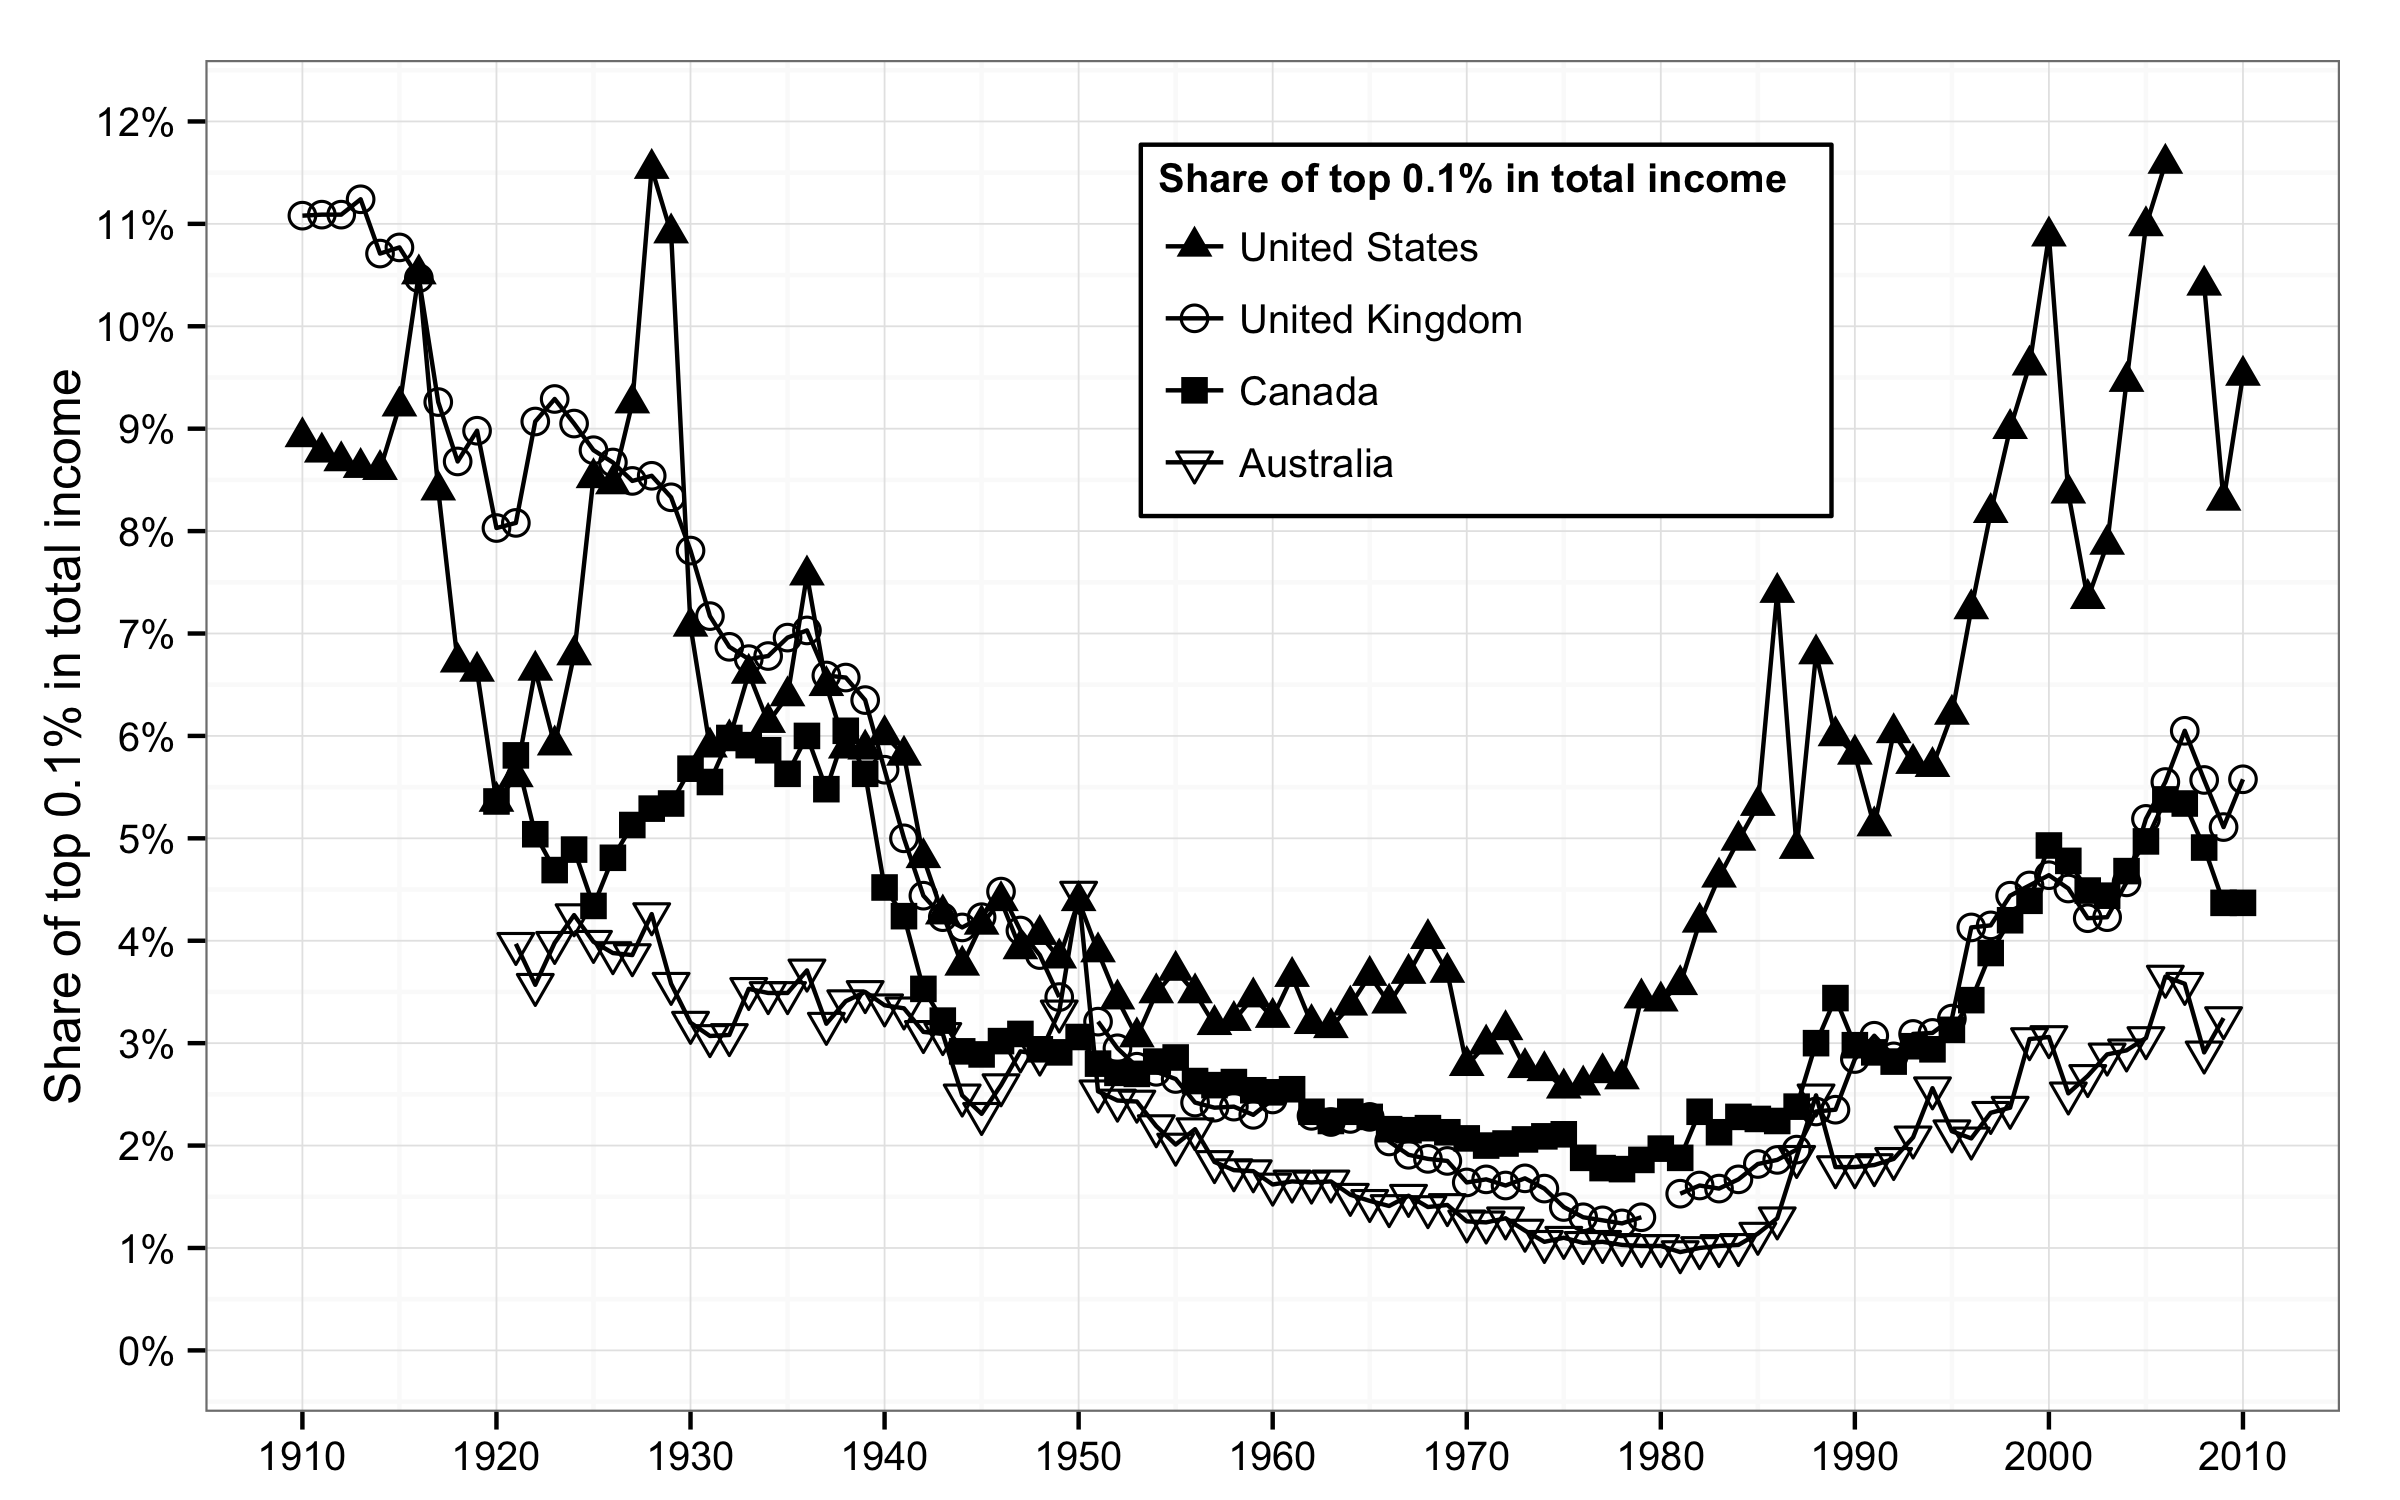 Share of top 0.1% in total income
12%
11%
10%
9%
8%
7%
6%
5%
4%
3%
2%
1%
0%
Share of top 0.1% in total income
United States
United Kingdom
Canada
Australia
1910 1920 1930 1940 1950 1960 1970 1980 1990 2000 2010